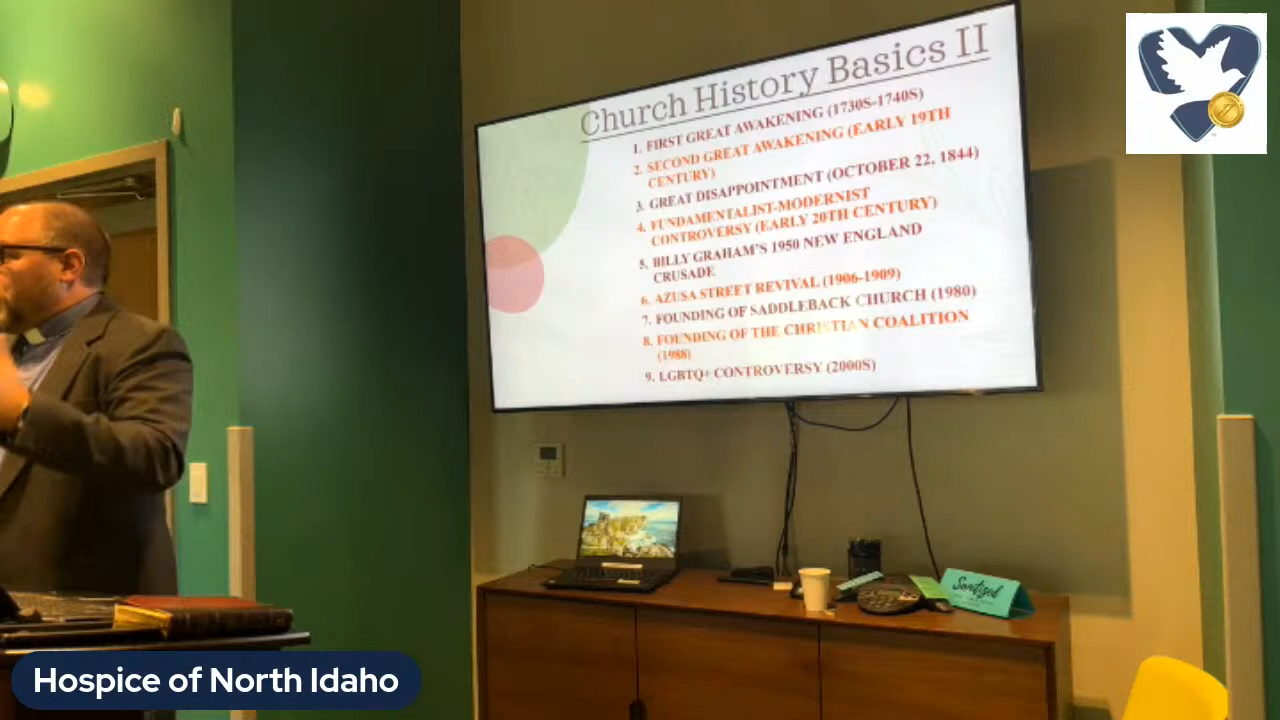 Church History Basics II
1. FIRST GREAT AWAKENING (1730S-1740S)
2. SECOND GREAT AWAKENING (EARLY 19TH
CENTURY)
3. GREAT DISAPPOINTMENT (OCTOBER 22, 1844)
4. FUNDAMENTALIST-MODERNIST
CONTROVERSY (EARLY 20TH CENTURY)
5. BILLY GRAHAM'S 1950 NEW ENGLAND
CRUSADE
6. AZUSA STREET REVIVAL (1906-1909)
7. FOUNDING OF SADDLEBACK CHURCH (1980)
8. FOUNDING OF THE CHRISTIAN COALITION
(1988)
9. LGBTQ+ CONTROVERSY (2000S)
Sanitized
Hospice of North Idaho